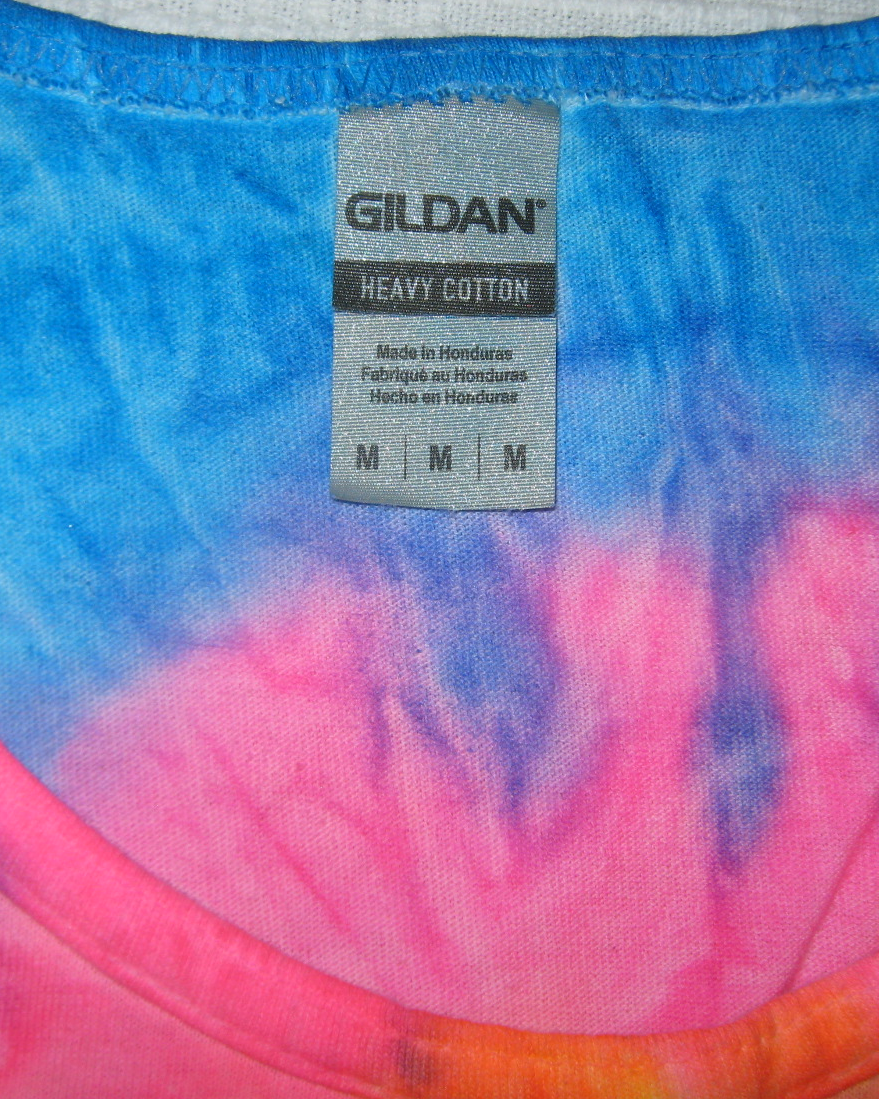 GILDAN®
HEAVY COTTON
Made in Honduras
Fabriqué au Honduras
Hecho en Honduras
M | M | M